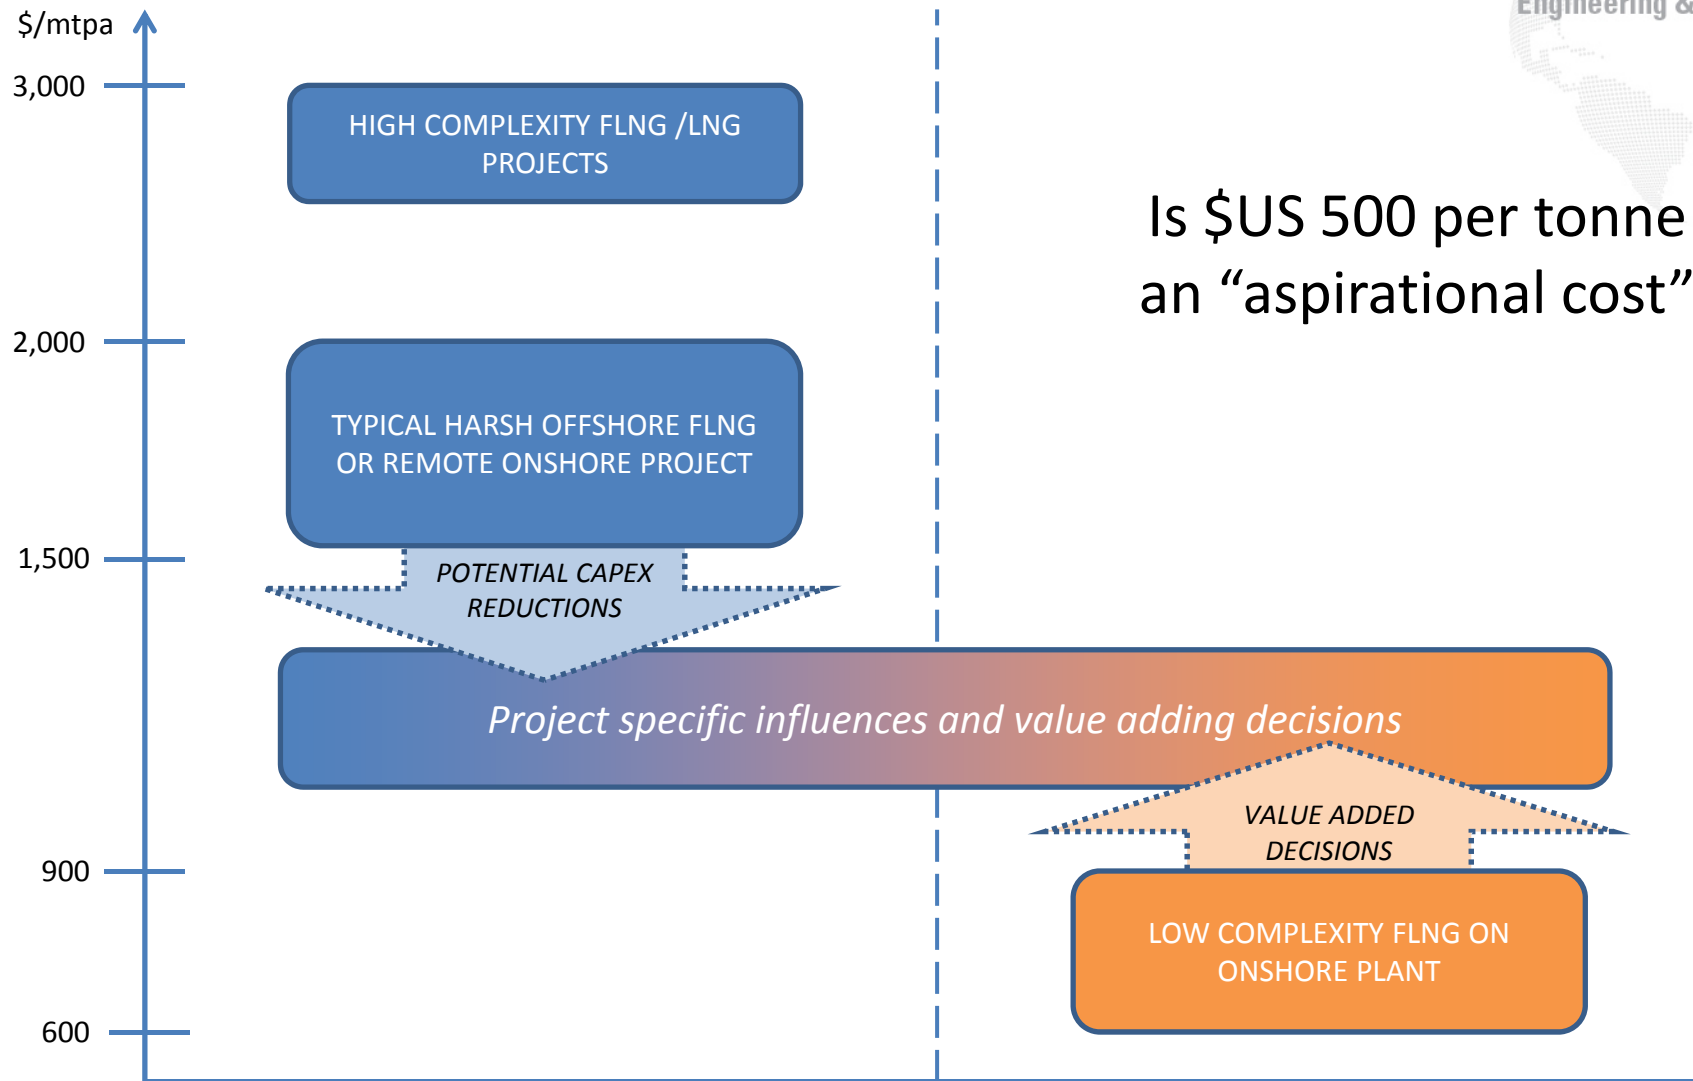 Engineering &
$/mtpa
3,000
HIGH COMPLEXITY FLNG /LNG
PROJECTS
Is $US 500 per tonne
an “aspirational cost”
2,000
TYPICAL HARSH OFFSHORE FLNG
OR REMOTE ONSHORE PROJECT
1,500
POTENTIAL CAPEX
REDUCTIONS
Project specific influences and value adding decisions
VALUE ADDED
DECISIONS
900
LOW COMPLEXITY FLNG ON
ONSHORE PLANT
600